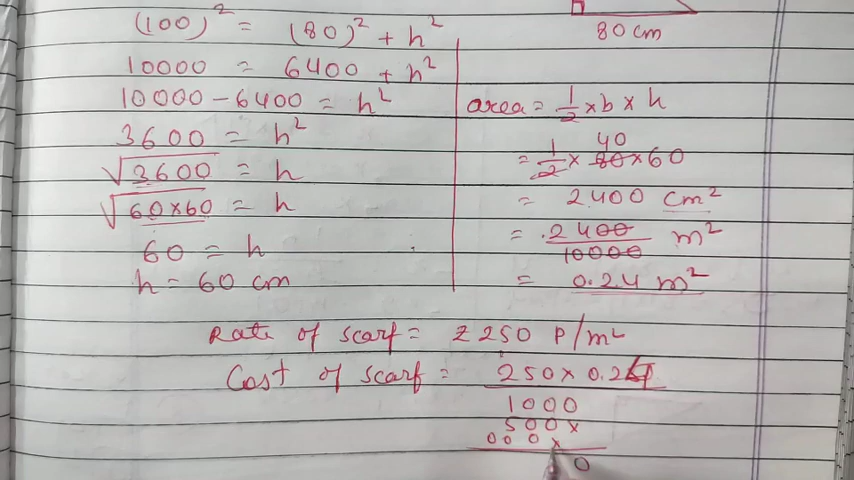 80 cm
(100)² = (80)² + h²
10000 = 6400 + h²
10000 - 6400 = h²
3600 = h²
√3600 = h
√60×60 = h
60 = h
h = 60 cm
area = 1/2 × b × h
= 1/2 × 80 × 60
40
= 2400 cm²
= 2400/10000 m²
= 0.24 m²
Rate of scarf = ₹ 250 P/m²
Cost of scarf = 250 × 0.24
1000
500×
000×
0